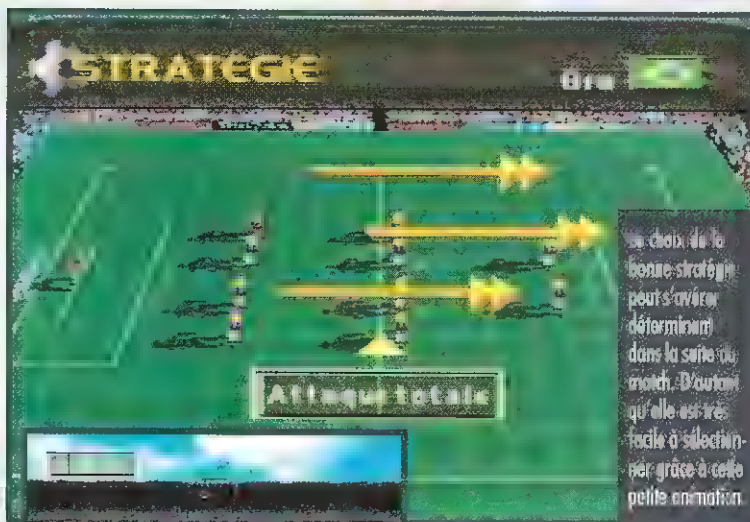 STRATEGIE
Attaque totale
Le choix de la
bonne stratégie
peut s'avérer
déterminant
dans la suite du
match. D'autant
qu'elle est très
facile à sélection-
ner grâce à cette
petite animation